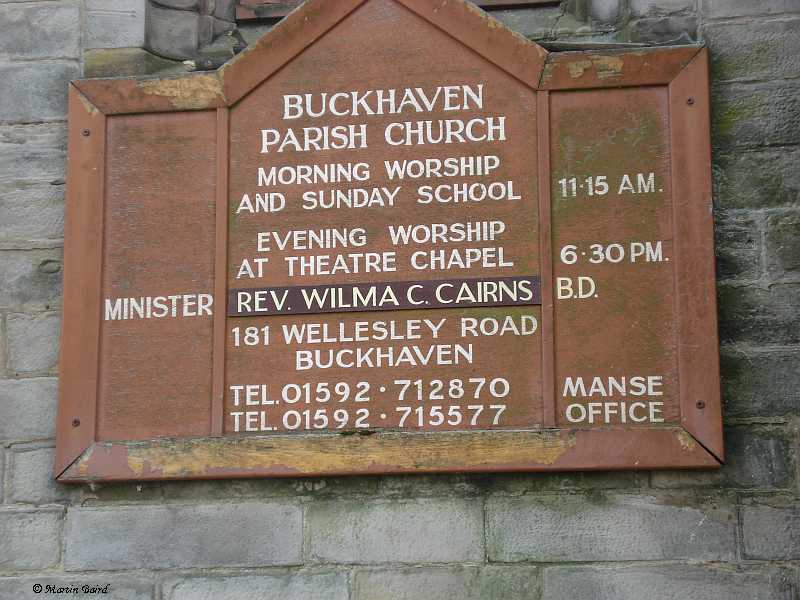 BUCKHAVEN
PARISH CHURCH
MORNING WORSHIP
AND SUNDAY SCHOOL 11·15 AM.
EVENING WORSHIP
AT THEATRE CHAPEL 6·30 PM.
MINISTER REV. WILMA C. CAIRNS B.D.
181 WELLESLEY ROAD
BUCKHAVEN
TEL. 01592 · 712870 MANSE
TEL. 01592 · 715577 OFFICE
© Martin Baird